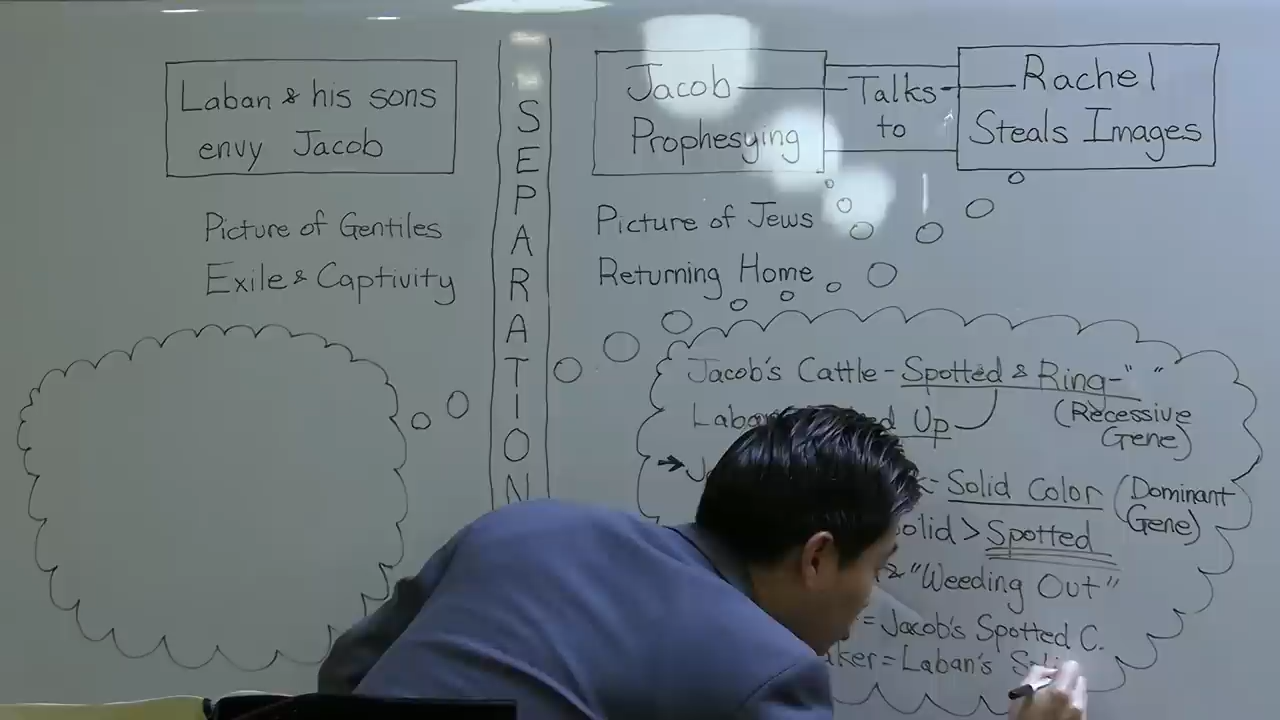 Laban & his sons
envy Jacob
Picture of Gentiles
Exile & Captivity
SEPARATION
Jacob
Prophesying
Talks
to
Rachel
Steals Images
Picture of Jews
Returning Home
Jacob's Cattle - Spotted & Ring-" "
Up
(Recessive
Gene)
Solid Color (Dominant
Gene)
> Spotted
& "Weeding Out"
= Jacob's Spotted C.
= Laban's